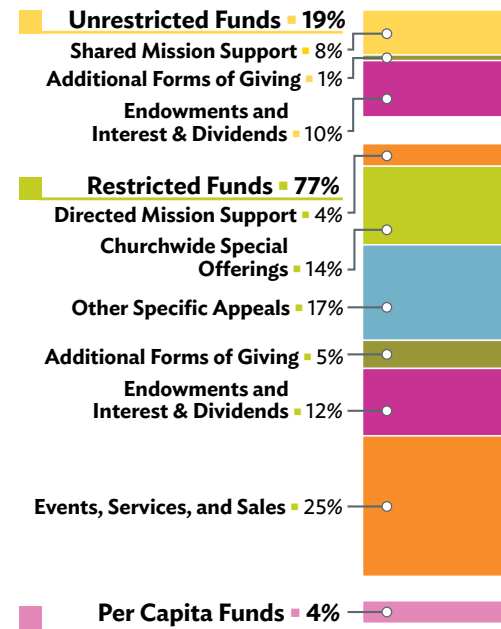 Unrestricted Funds ▪ 19%
Shared Mission Support ▪ 8%
Additional Forms of Giving ▪ 1%
Endowments and
Interest & Dividends ▪ 10%
Restricted Funds ▪ 77%
Directed Mission Support ▪ 4%
Churchwide Special
Offerings ▪ 14%
Other Specific Appeals ▪ 17%
Additional Forms of Giving ▪ 5%
Endowments and
Interest & Dividends ▪ 12%
Events, Services, and Sales ▪ 25%
Per Capita Funds ▪ 4%